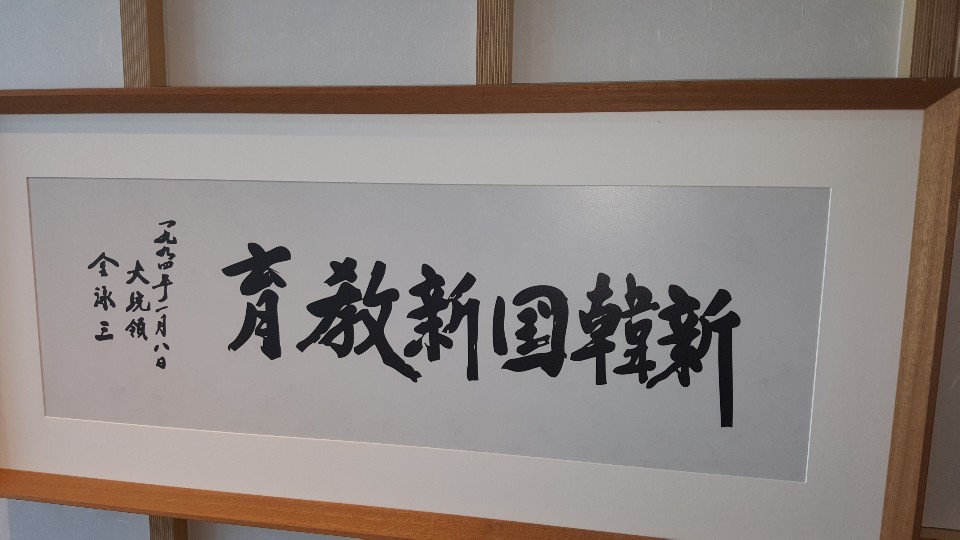 新韓国新教育
一九九四年一月八日
大統領
金泳三